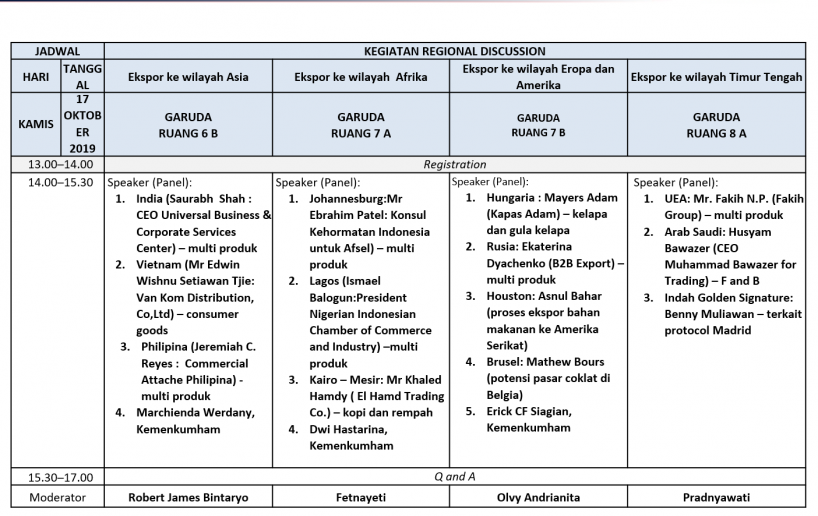 JADWAL
KEGIATAN REGIONAL DISCUSSION
HARI
TANGG
AL
Ekspor ke wilayah Asia
Ekspor ke wilayah Afrika
Ekspor ke wilayah Eropa dan
Amerika
Ekspor ke wilayah Timur Tengah
KAMIS
17
OKTOB
ER
2019
GARUDA
RUANG 6 B
GARUDA
RUANG 7 A
GARUDA
RUANG 7 B
GARUDA
RUANG 8 A
13.00–14.00
Registration
14.00–15.30
Speaker (Panel):
1. India (Saurabh Shah :
CEO Universal Business &
Corporate Services
Center) – multi produk
2. Vietnam (Mr Edwin
Wishnu Setiawan Tjie:
Van Kom Distribution,
Co,Ltd) – consumer
goods
3. Philipina (Jeremiah C.
Reyes : Commercial
Attache Philipina) -
multi produk
4. Marchienda Werdany,
Kemenkumham
Speaker (Panel):
1. Johannesburg:Mr
Ebrahim Patel: Konsul
Kehormatan Indonesia
untuk Afsel) – multi
produk
2. Lagos (Ismael
Balogun:President
Nigerian Indonesian
Chamber of Commerce
and Industry) –multi
produk
3. Kairo – Mesir: Mr Khaled
Hamdy ( El Hamd Trading
Co.) – kopi dan rempah
4. Dwi Hastarina,
Kemenkumham
Speaker (Panel):
1. Hungaria : Mayers Adam
(Kapas Adam) – kelapa
dan gula kelapa
2. Rusia: Ekaterina
Dyachenko (B2B Export) –
multi produk
3. Houston: Asnul Bahar
(proses ekspor bahan
makanan ke Amerika
Serikat)
4. Brusel: Mathew Bours
(potensi pasar coklat di
Belgia)
5. Erick CF Siagian,
Kemenkumham
Speaker (Panel):
1. UEA: Mr. Fakih N.P. (Fakih
Group) – multi produk
2. Arab Saudi: Husyam
Bawazer (CEO
Muhammad Bawazer for
Trading) – F and B
3. Indah Golden Signature:
Benny Muliawan – terkait
protocol Madrid
15.30–17.00
Q and A
Moderator
Robert James Bintaryo
Fetnayeti
Olvy Andrianita
Pradnyawati